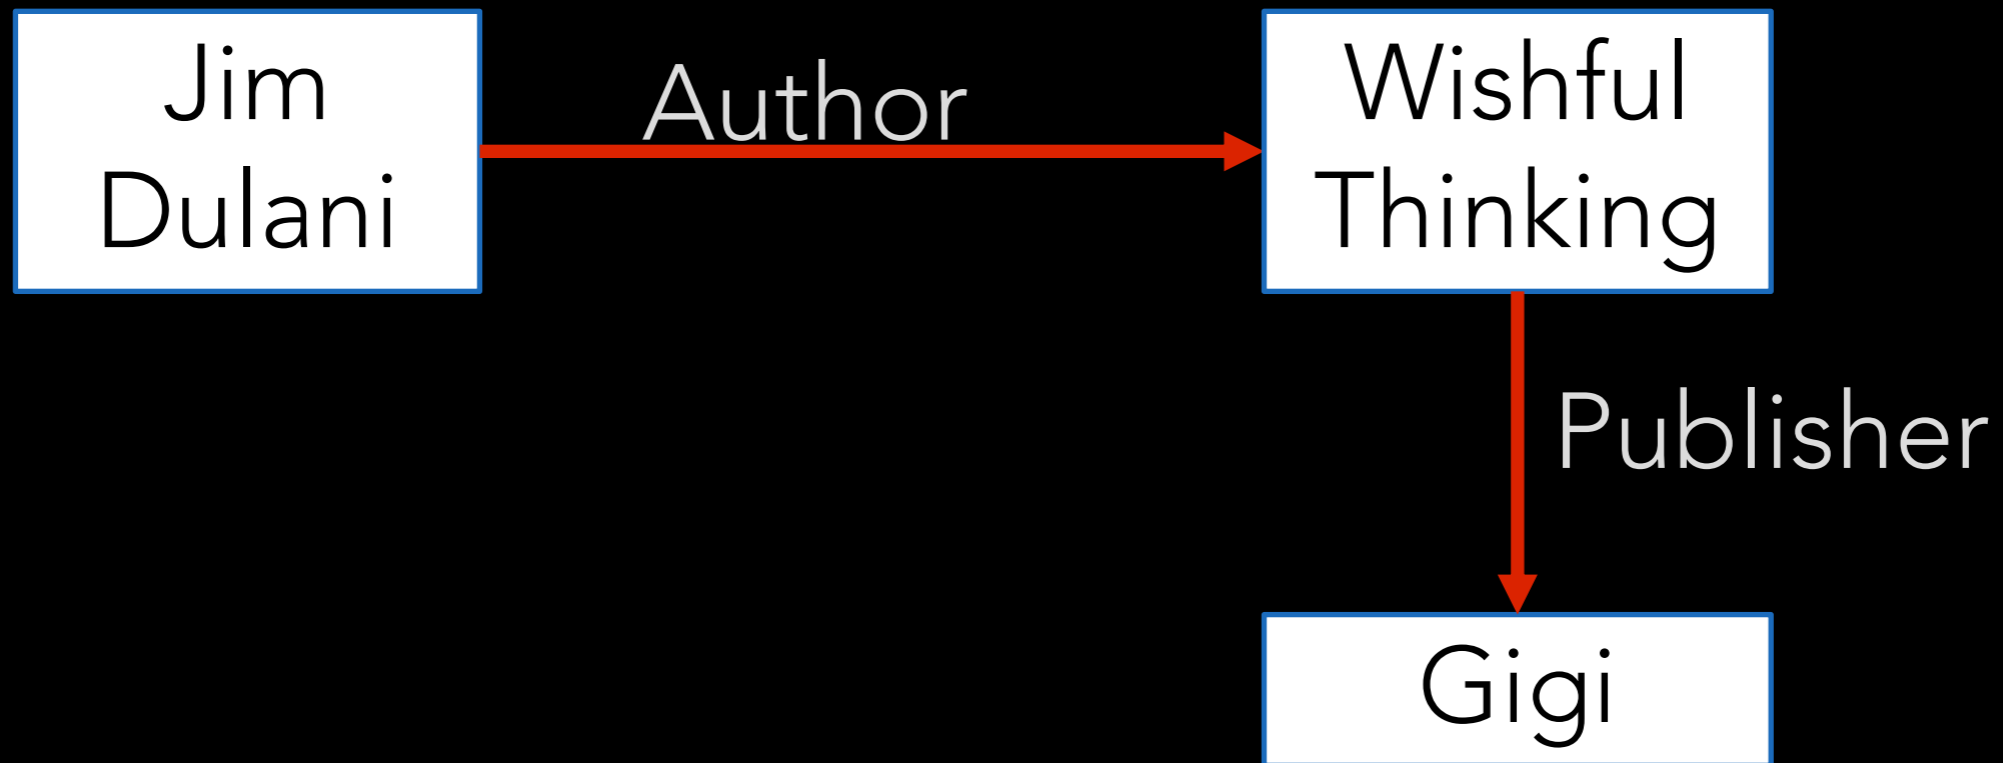 Jim
Dulani
Author
Wishful
Thinking
Publisher
Gigi